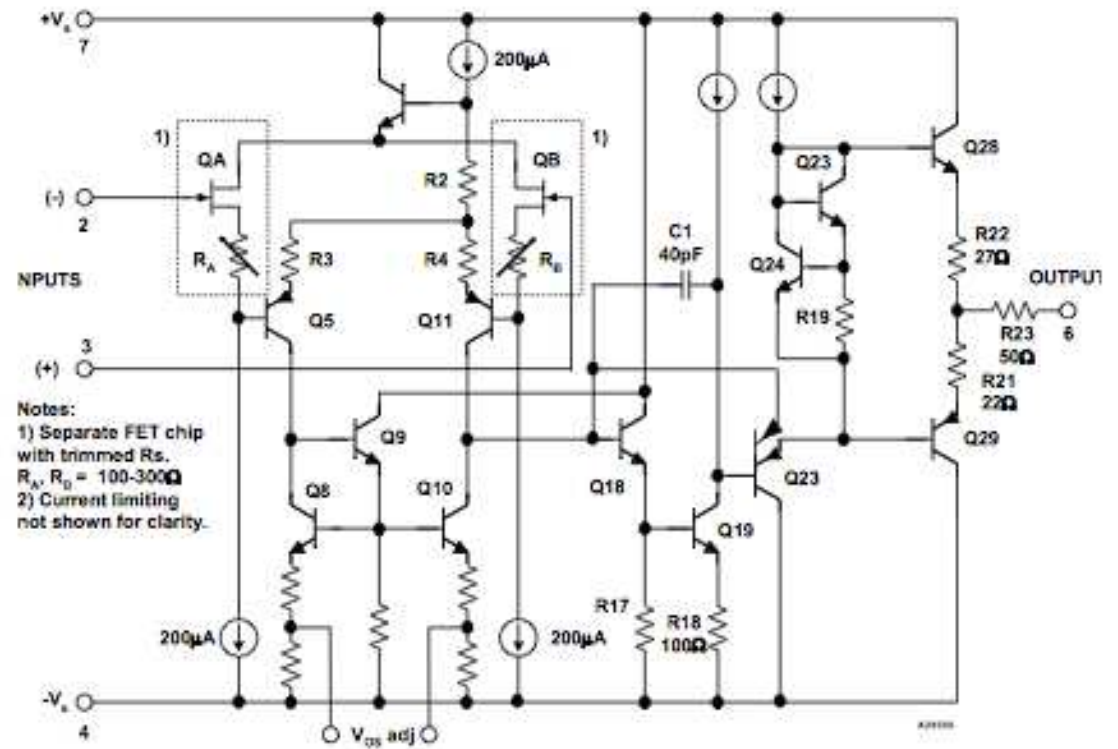 +Vs
7
200µA
1)
1)
QA
QB
Q23
Q28
(-)
2
R2
C1
40pF
R22
27Ω
RA
R3
R4
RB
Q24
OUTPUT
NPUTS
Q5
Q11
R19
R23
50Ω
6
3
(+)
R21
22Ω
Notes:
1) Separate FET chip
with trimmed Rs.
RA, RB = 100-300Ω
2) Current limiting
not shown for clarity.
Q9
Q29
Q8
Q10
Q18
Q23
Q19
R17
R18
100Ω
200µA
200µA
-Vs
4
VOS adj